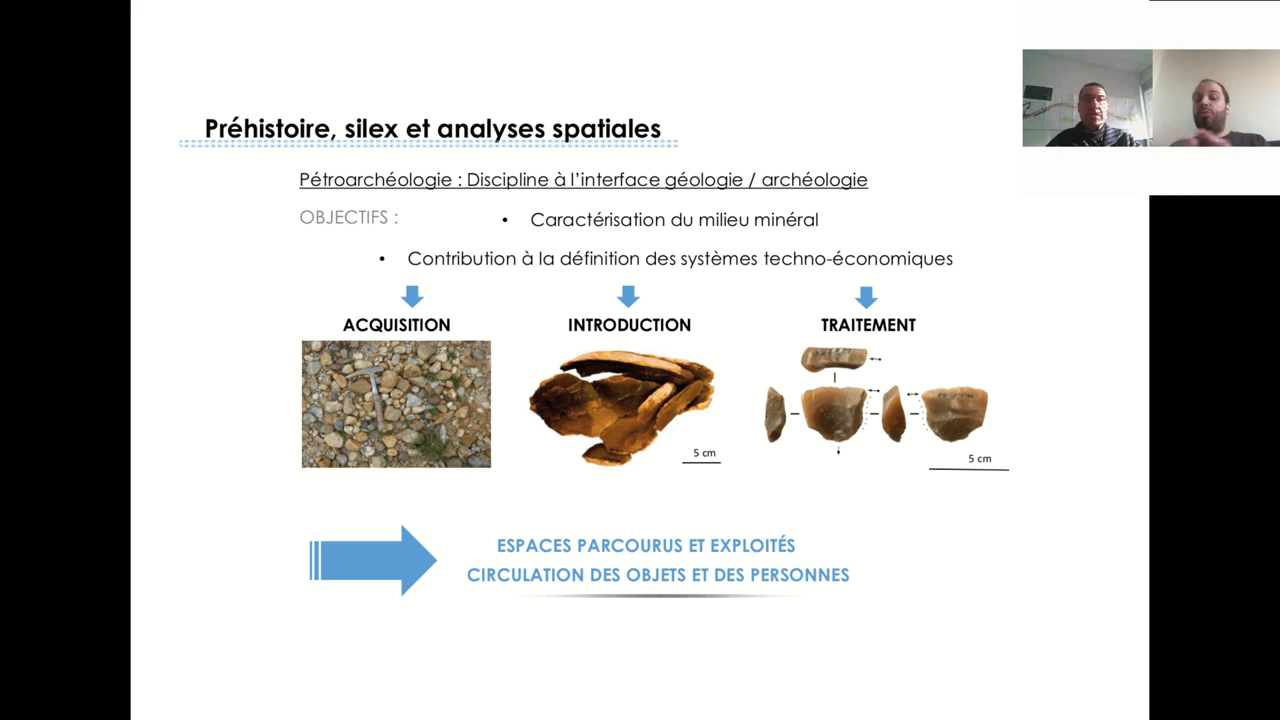 Préhistoire, silex et analyses spatiales
Pétroarchéologie : Discipline à l'interface géologie / archéologie
OBJECTIFS :
• Caractérisation du milieu minéral
• Contribution à la définition des systèmes techno-économiques
ACQUISITION
INTRODUCTION
TRAITEMENT
5 cm
5 cm
ESPACES PARCOURUS ET EXPLOITÉS
CIRCULATION DES OBJETS ET DES PERSONNES